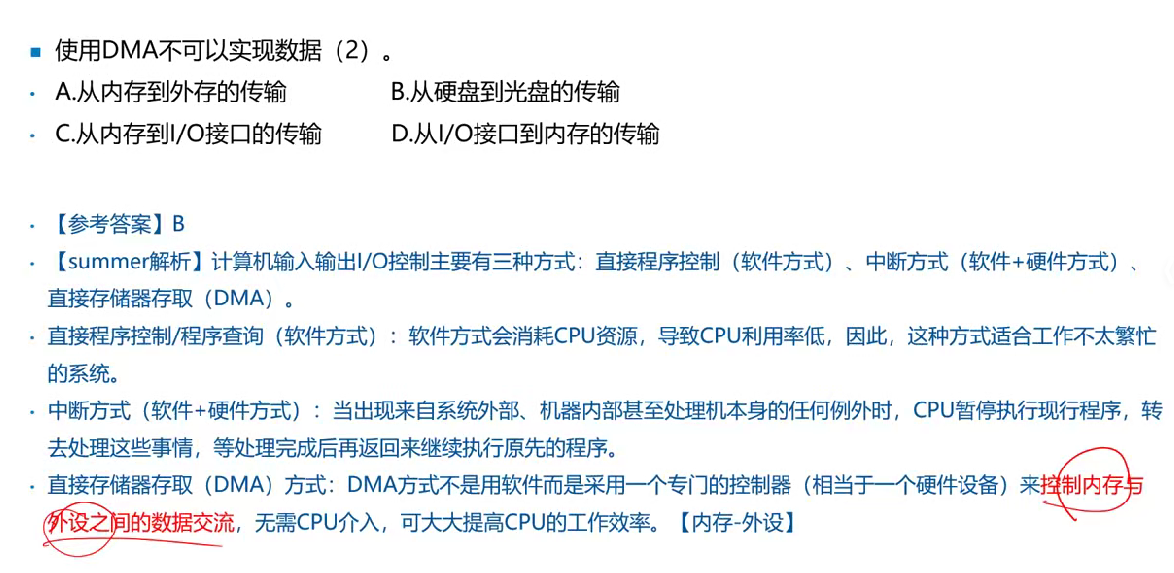 ■ 使用DMA不可以实现数据（2）。
· A.从内存到外存的传输 B.从硬盘到光盘的传输
· C.从内存到I/O接口的传输 D.从I/O接口到内存的传输
· 【参考答案】B
· 【summer解析】计算机输入输出I/O控制主要有三种方式：直接程序控制（软件方式）、中断方式（软件+硬件方式）、
直接存储器存取（DMA）。
· 直接程序控制/程序查询（软件方式）：软件方式会消耗CPU资源，导致CPU利用率低，因此，这种方式适合工作不太繁忙
的系统。
· 中断方式（软件+硬件方式）：当出现来自系统外部、机器内部甚至处理机本身的任何例外时，CPU暂停执行现行程序，转
去处理这些事情，等处理完成后再返回来继续执行原先的程序。
· 直接存储器存取（DMA）方式：DMA方式不是用软件而是采用一个专门的控制器（相当于一个硬件设备）来控制内存与
外设之间的数据交流，无需CPU介入，可大大提高CPU的工作效率。【内存-外设】